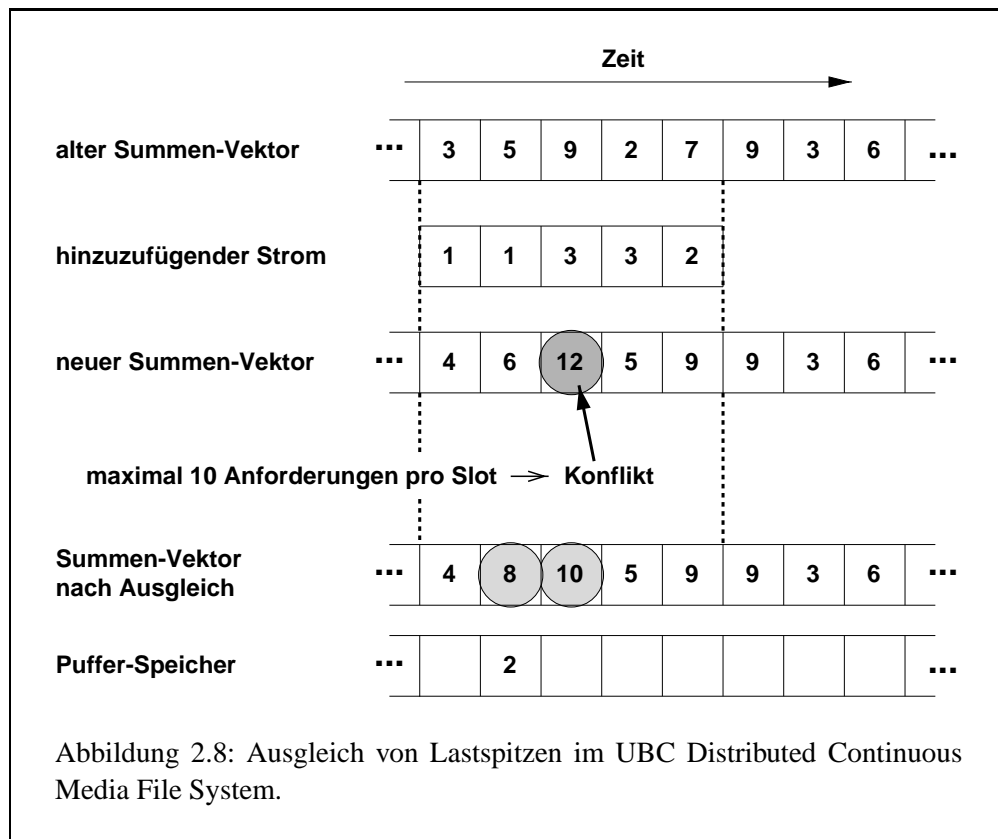 Zeit
alter Summen-Vektor ... 3 5 9 2 7 9 3 6 ...
hinzuzufügender Strom 1 1 3 3 2
neuer Summen-Vektor ... 4 6 12 5 9 9 3 6 ...
maximal 10 Anforderungen pro Slot → Konflikt
Summen-Vektor
nach Ausgleich ... 4 8 10 5 9 9 3 6 ...
Puffer-Speicher ... 2 ...
Abbildung 2.8: Ausgleich von Lastspitzen im UBC Distributed Continuous
Media File System.